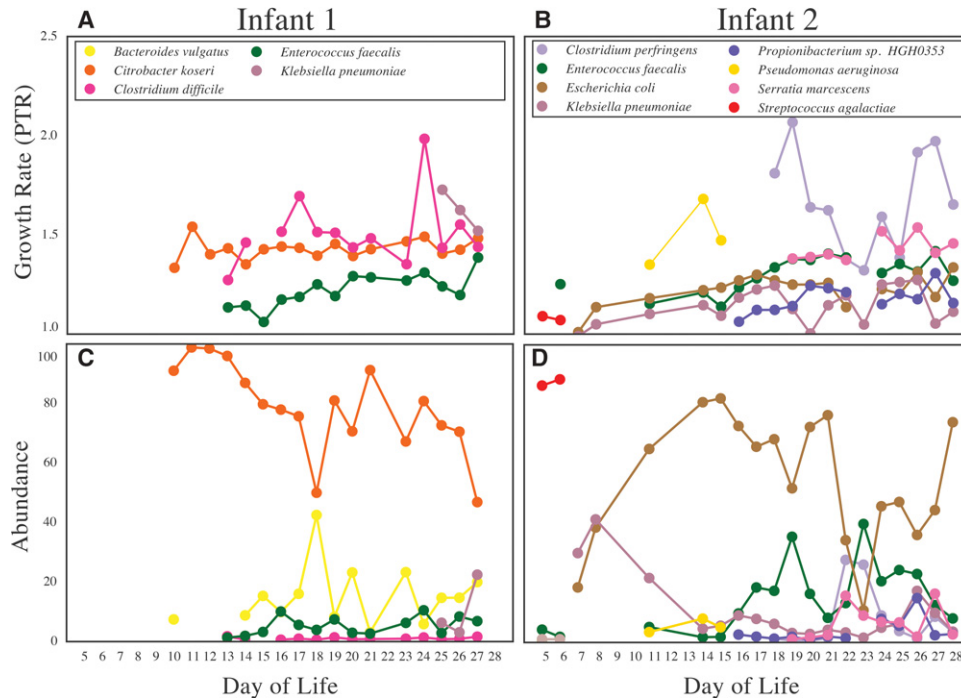 Infant 1
Infant 2
A
B
Bacteroides vulgatus
Citrobacter koseri
Clostridium difficile
Enterococcus faecalis
Klebsiella pneumoniae
Clostridium perfringens
Enterococcus faecalis
Escherichia coli
Klebsiella pneumoniae
Propionibacterium sp. HGH0353
Pseudomonas aeruginosa
Serratia marcescens
Streptococcus agalactiae
Growth Rate (PTR)
2.5
2.0
1.5
1.0
C
D
Abundance
100
80
60
40
20
0
5 6 7 8 9 10 11 12 13 14 15 16 17 18 19 20 21 22 23 24 25 26 27 28
5 6 7 8 9 10 11 12 13 14 15 16 17 18 19 20 21 22 23 24 25 26 27 28
Day of Life
Day of Life